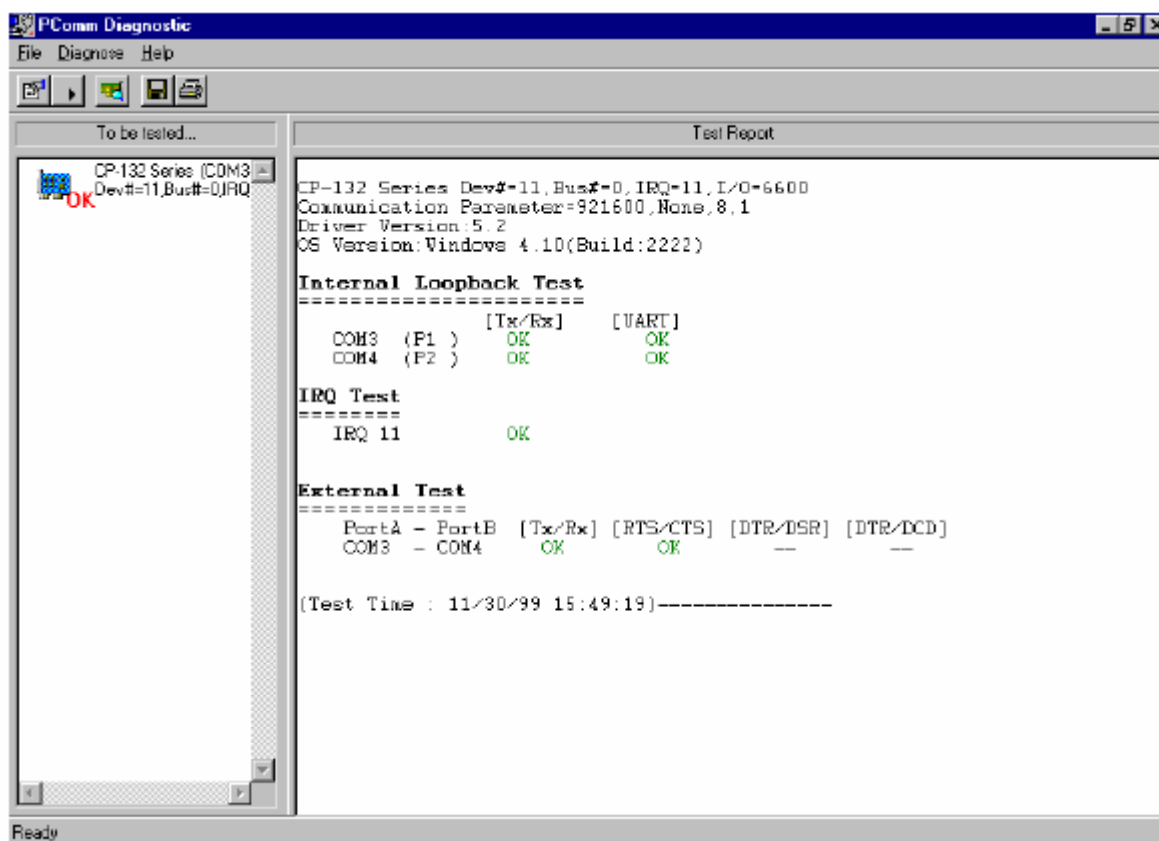 PComm Diagnostic
File Diagnose Help
To be tested...
Test Report
CP-132 Series (COM3
Dev#=11,Bus#=0,IRQ
OK
CP-132 Series Dev#=11,Bus#=0,IRQ=11,I/O=6600
Communication Parameter=921600,None,8,1
Driver Version:5.2
OS Version:Windows 4.10(Build:2222)
Internal Loopback Test
======================
[Tx/Rx] [UART]
COM3 (P1 ) OK OK
COM4 (P2 ) OK OK
IRQ Test
========
IRQ 11 OK
External Test
=============
PortA - PortB [Tx/Rx] [RTS/CTS] [DTR/DSR] [DTR/DCD]
COM3 - COM4 OK OK -- --
(Test Time : 11/30/99 15:49:19)---------------
Ready